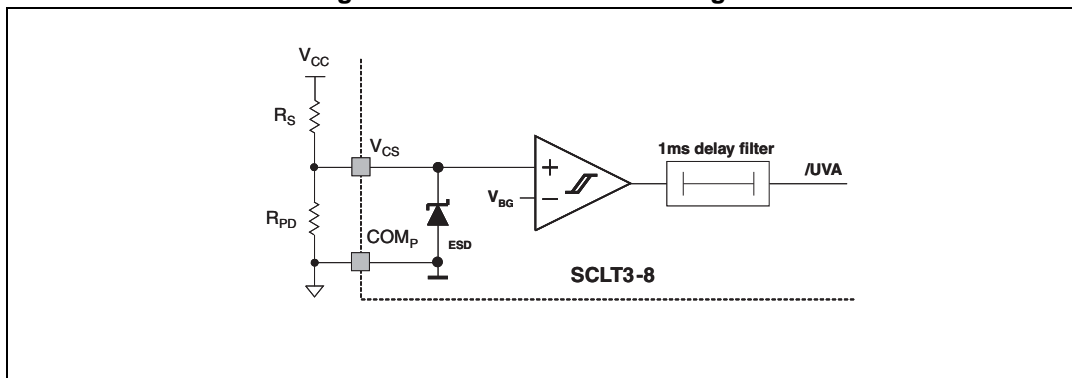 V_CC
R_S
V_CS
1ms delay filter
/UVA
+
V_BG
−
R_PD
COM_P
ESD
SCLT3-8